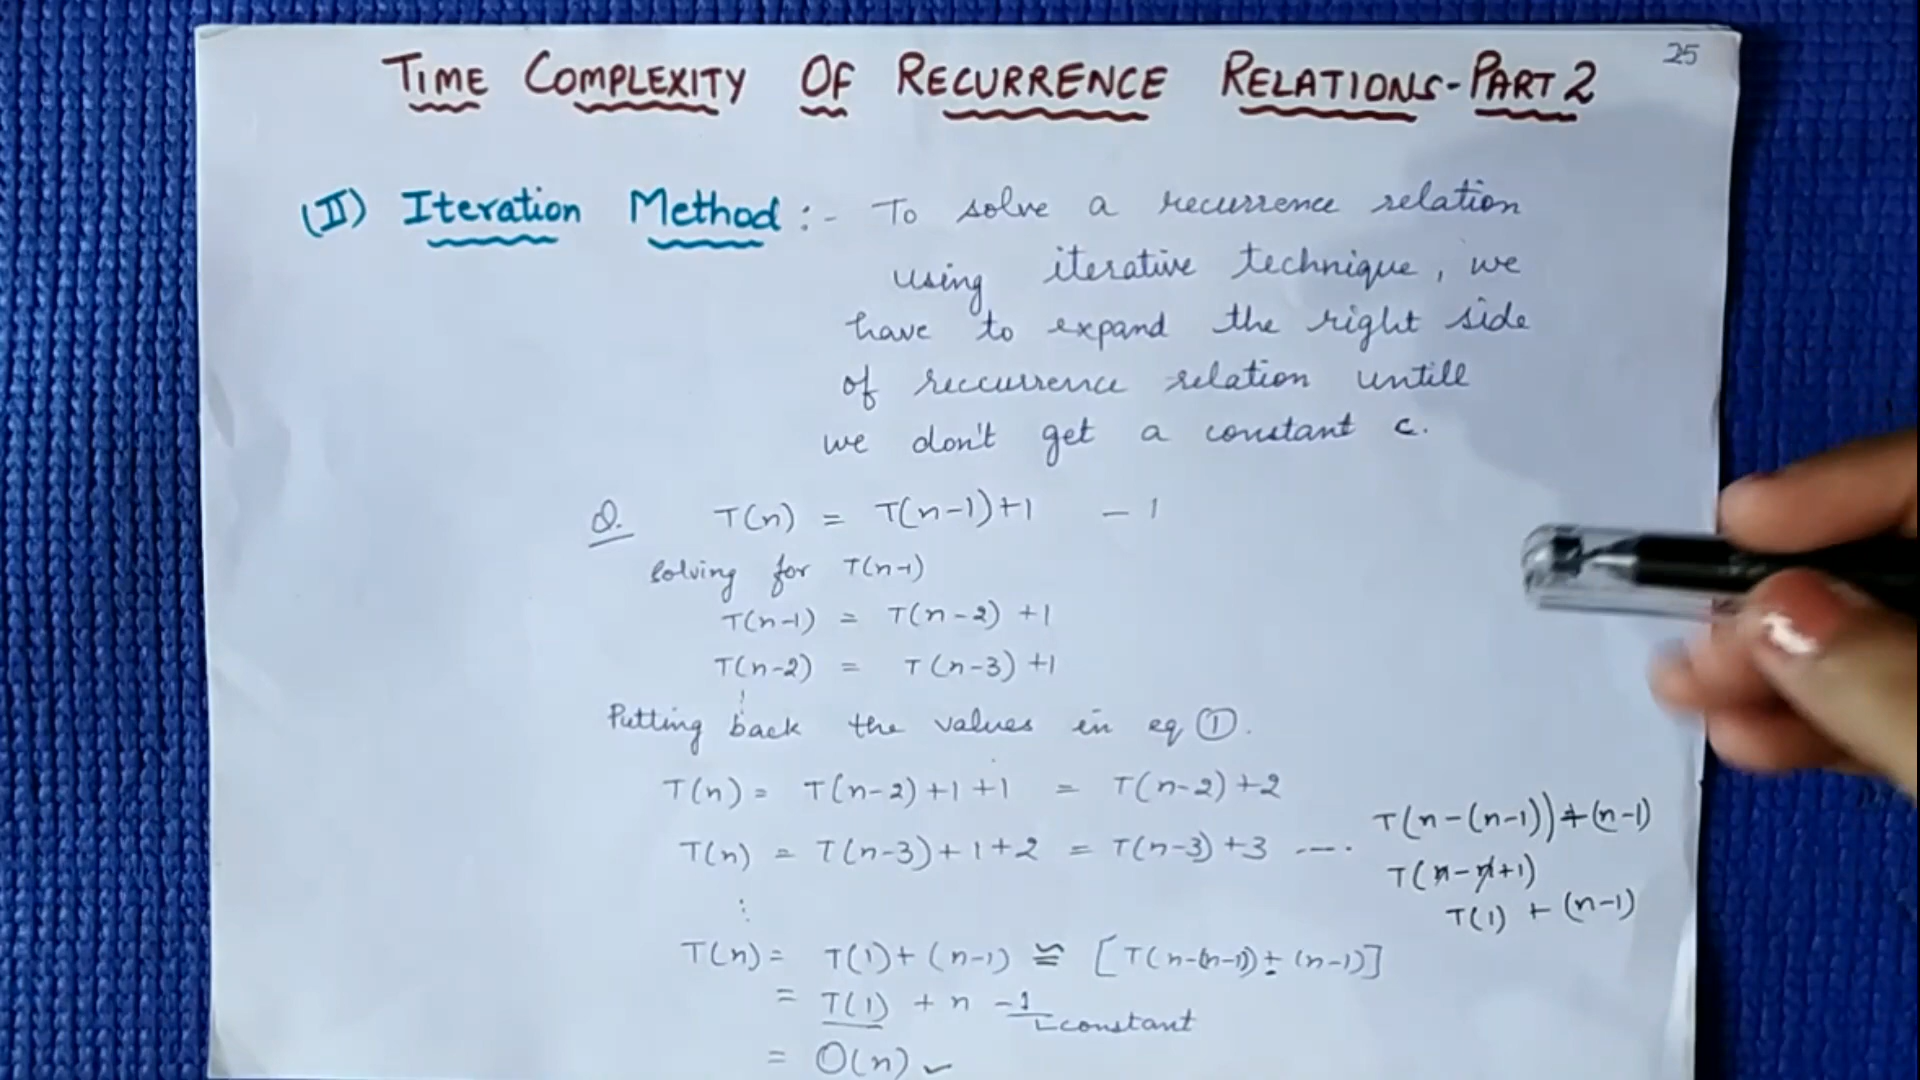 25
TIME COMPLEXITY OF RECURRENCE RELATIONS-PART 2
(II) Iteration Method :- To solve a recurrence relation
using iterative technique, we
have to expand the right side
of reccurrence relation untill
we don't get a constant c.
Q. T(n) = T(n-1)+1 - 1
Solving for T(n-1)
T(n-1) = T(n-2) +1
T(n-2) = T(n-3) +1
Putting back the values in eq ①.
T(n) = T(n-2)+1+1 = T(n-2)+2
T(n) = T(n-3)+1+2 = T(n-3)+3 ----
T(n-(n-1))+(n-1)
T(n-n+1)
T(1) + (n-1)
⋮
T(n) = T(1)+(n-1) ≅ [T(n-(n-1))+(n-1)]
= T(1) + n -1 constant
= O(n) ✓